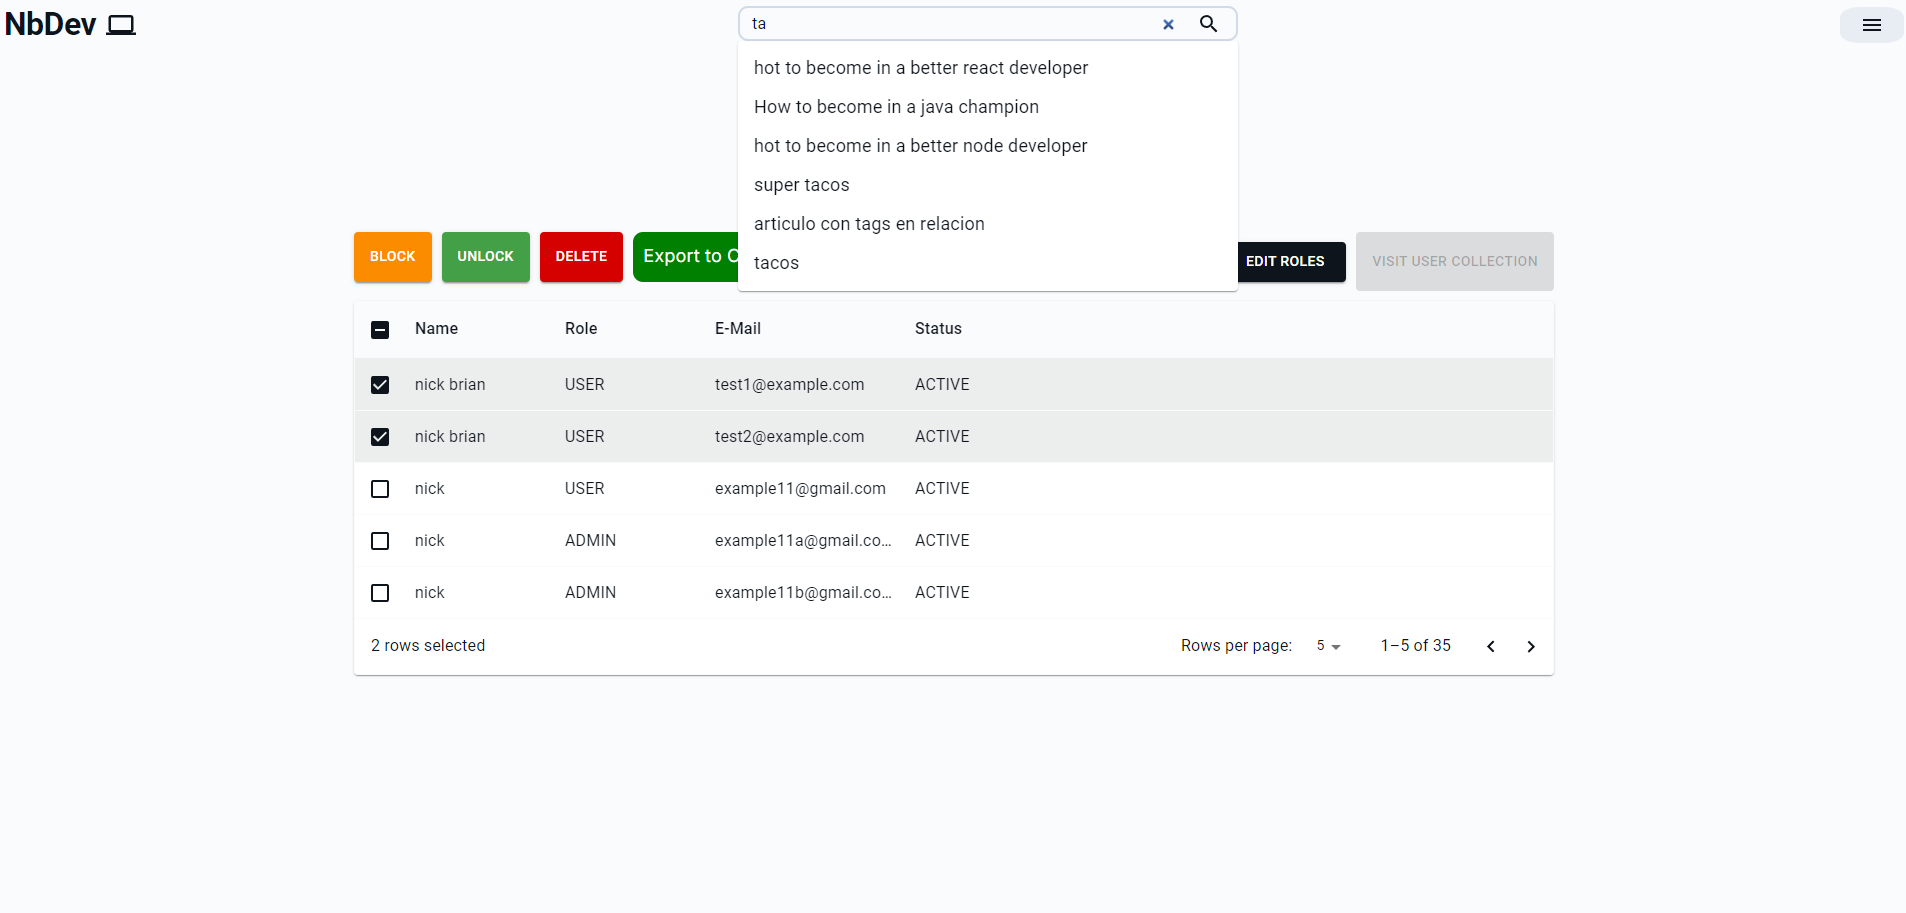 NbDev
ta
hot to become in a better react developer
How to become in a java champion
hot to become in a better node developer
super tacos
articulo con tags en relacion
tacos
BLOCK UNLOCK DELETE Export to C EDIT ROLES VISIT USER COLLECTION
Name Role E-Mail Status
nick brian USER test1@example.com ACTIVE
nick brian USER test2@example.com ACTIVE
nick USER example11@gmail.com ACTIVE
nick ADMIN example11a@gmail.co... ACTIVE
nick ADMIN example11b@gmail.co... ACTIVE
2 rows selected Rows per page: 5 1–5 of 35